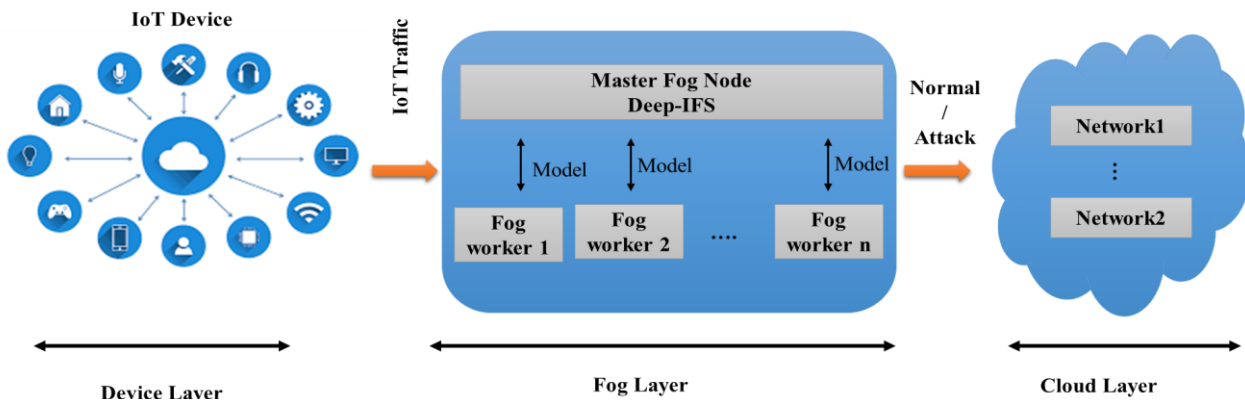 IoT Device
IoT Traffic
Master Fog Node
Deep-IFS
Model
Model
Model
Fog
worker 1
Fog
worker 2
....
Fog
worker n
Normal
/
Attack
Network1
...
Network2
Device Layer
Fog Layer
Cloud Layer